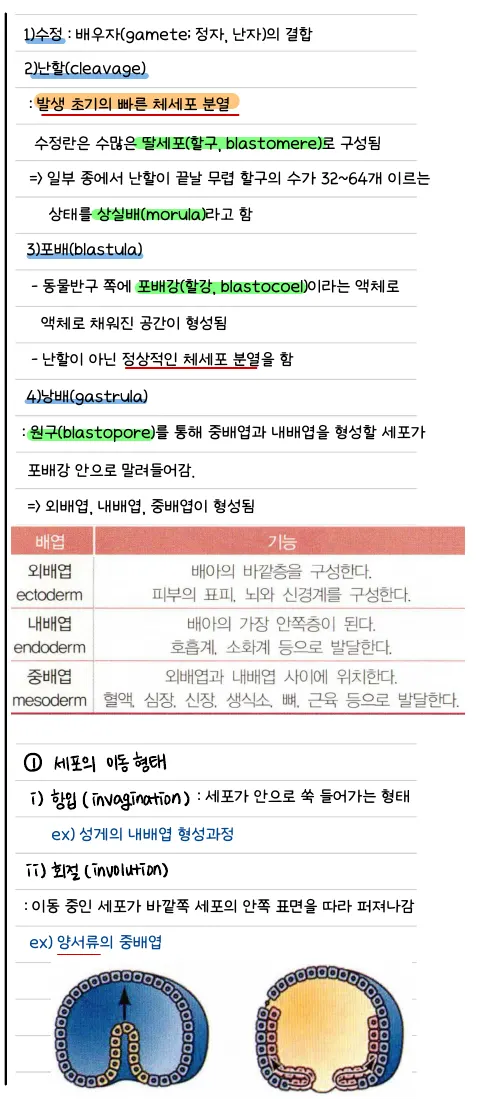 1)수정 : 배우자(gamete; 정자, 난자)의 결합
2)난할(cleavage)
: 발생 초기의 빠른 체세포 분열
수정란은 수많은 딸세포(할구, blastomere)로 구성됨
=> 일부 종에서 난할이 끝날 무렵 할구의 수가 32~64개 이르는
상태를 상실배(morula)라고 함
3)포배(blastula)
- 동물반구 쪽에 포배강(할강, blastocoel)이라는 액체로
액체로 채워진 공간이 형성됨
- 난할이 아닌 정상적인 체세포 분열을 함
4)낭배(gastrula)
: 원구(blastopore)를 통해 중배엽과 내배엽을 형성할 세포가
포배강 안으로 말려들어감.
=> 외배엽, 내배엽, 중배엽이 형성됨
배엽 기능
외배엽 배아의 바깥층을 구성한다.
ectoderm 피부의 표피, 뇌와 신경계를 구성한다.
내배엽 배아의 가장 안쪽층이 된다.
endoderm 호흡계, 소화계 등으로 발달한다.
중배엽 외배엽과 내배엽 사이에 위치한다.
mesoderm 혈액, 심장, 신장, 생식소, 뼈, 근육 등으로 발달한다.
① 세포의 이동 형태
i) 함입 (invagination) : 세포가 안으로 쑥 들어가는 형태
ex) 성게의 내배엽 형성과정
ii) 회절 (involution)
: 이동 중인 세포가 바깥쪽 세포의 안쪽 표면을 따라 퍼져나감
ex) 양서류의 중배엽